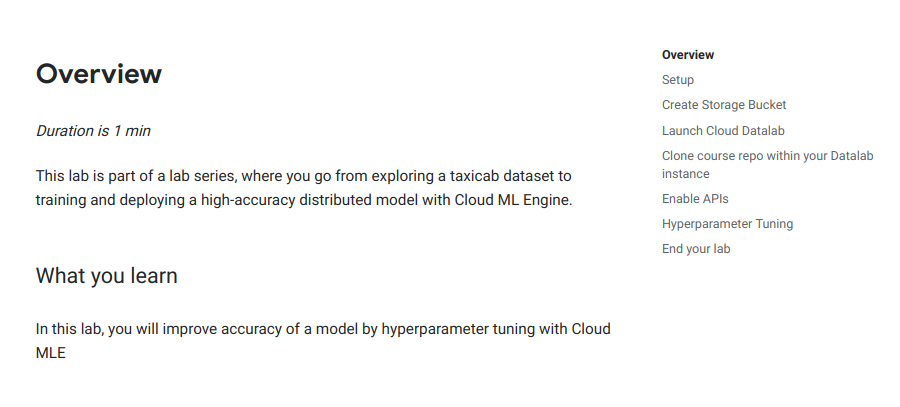 Overview
Duration is 1 min
This lab is part of a lab series, where you go from exploring a taxicab dataset to
training and deploying a high-accuracy distributed model with Cloud ML Engine.
What you learn
In this lab, you will improve accuracy of a model by hyperparameter tuning with Cloud
MLE
Overview
Setup
Create Storage Bucket
Launch Cloud Datalab
Clone course repo within your Datalab
instance
Enable APIs
Hyperparameter Tuning
End your lab